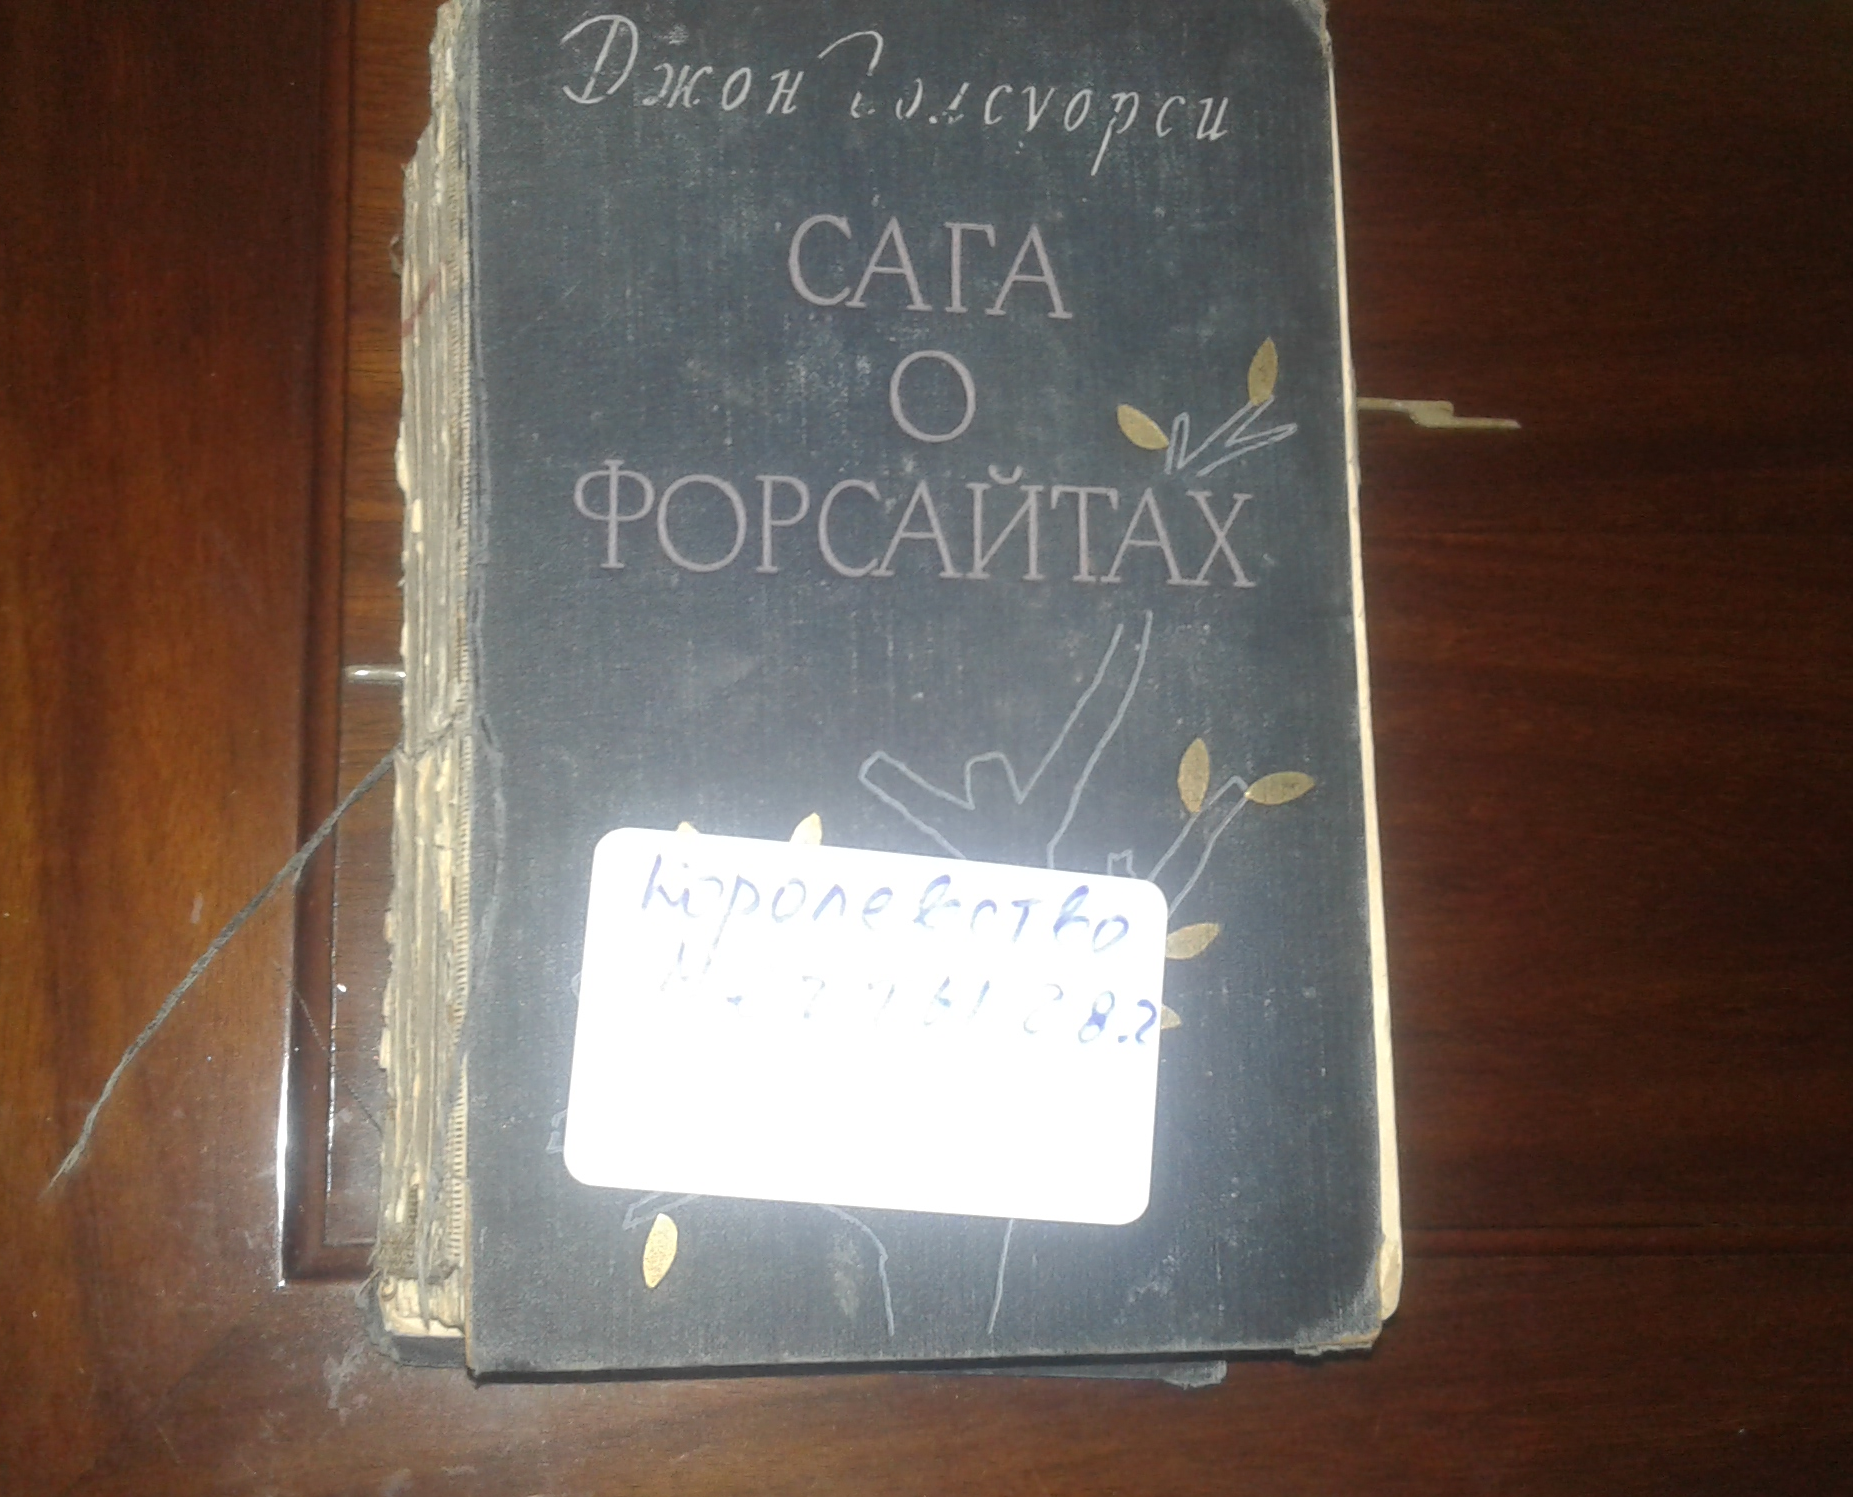 Джон Голсуорси
САГА
О
ФОРСАЙТАХ
королевство